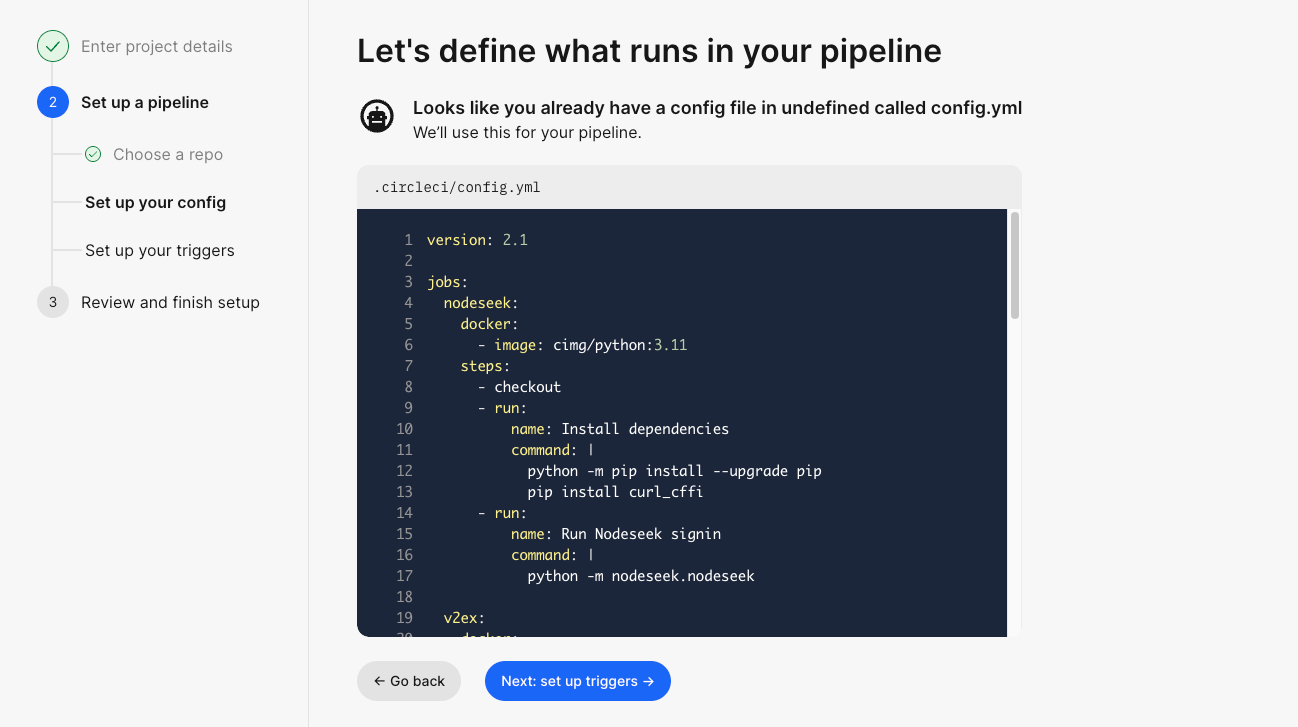 Enter project details
2 Set up a pipeline
Choose a repo
Set up your config
Set up your triggers
3 Review and finish setup
Let's define what runs in your pipeline
Looks like you already have a config file in undefined called config.yml
We’ll use this for your pipeline.
.circleci/config.yml
1 version: 2.1
2
3 jobs:
4   nodeseek:
5     docker:
6       - image: cimg/python:3.11
7     steps:
8       - checkout
9       - run:
10           name: Install dependencies
11           command: |
12             python -m pip install --upgrade pip
13             pip install curl_cffi
14       - run:
15           name: Run Nodeseek signin
16           command: |
17             python -m nodeseek.nodeseek
18
19   v2ex:
20     docker:
← Go back
Next: set up triggers →